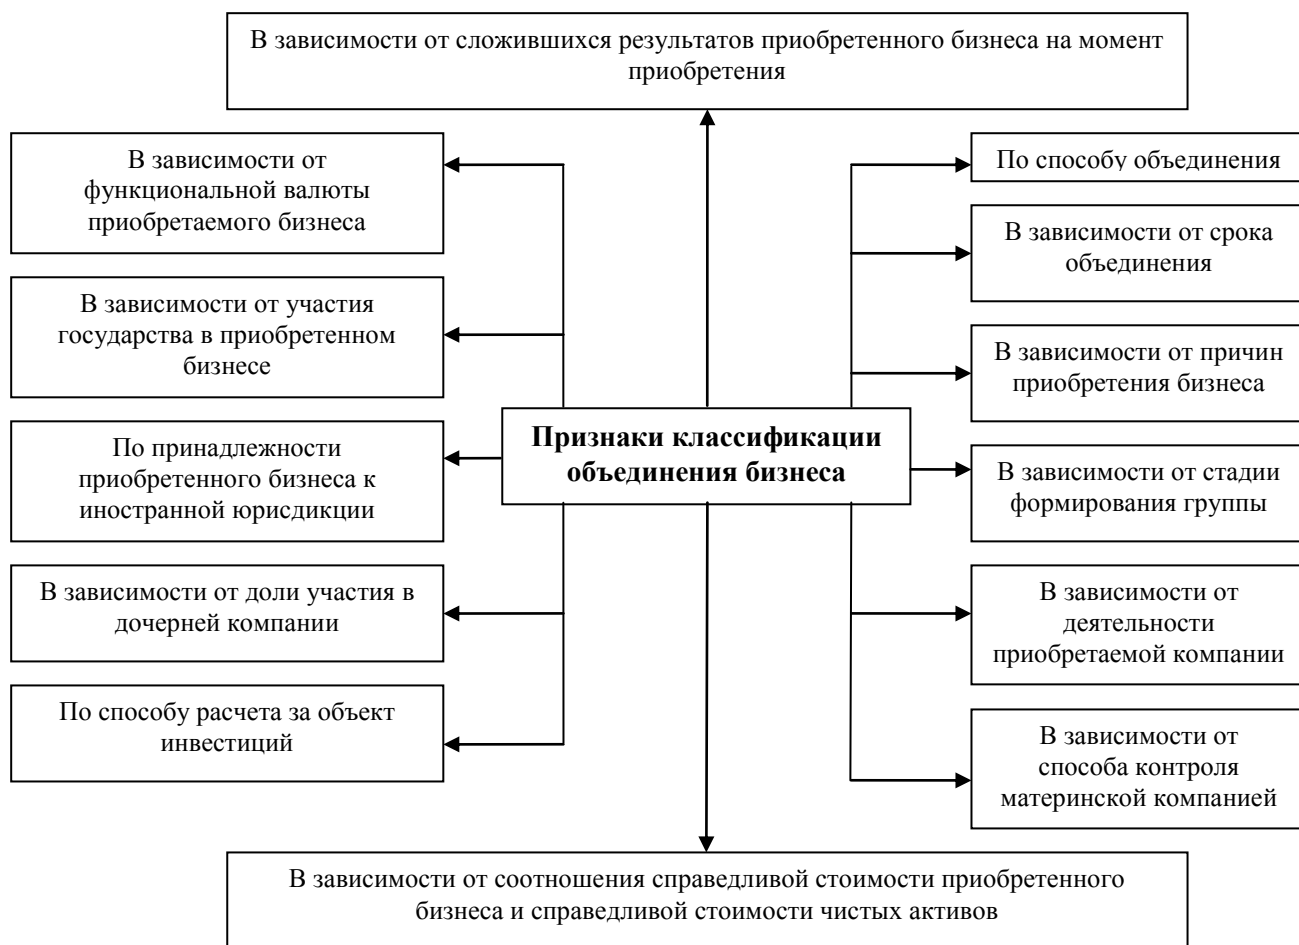 В зависимости от сложившихся результатов приобретенного бизнеса на момент
приобретения
В зависимости от
функциональной валюты
приобретаемого бизнеса
В зависимости от участия
государства в приобретенном
бизнесе
По принадлежности
приобретенного бизнеса к
иностранной юрисдикции
В зависимости от доли участия в
дочерней компании
По способу расчета за объект
инвестиций
Признаки классификации
объединения бизнеса
По способу объединения
В зависимости от срока
объединения
В зависимости от причин
приобретения бизнеса
В зависимости от стадии
формирования группы
В зависимости от
деятельности
приобретаемой компании
В зависимости от
способа контроля
материнской компанией
В зависимости от соотношения справедливой стоимости приобретенного
бизнеса и справедливой стоимости чистых активов